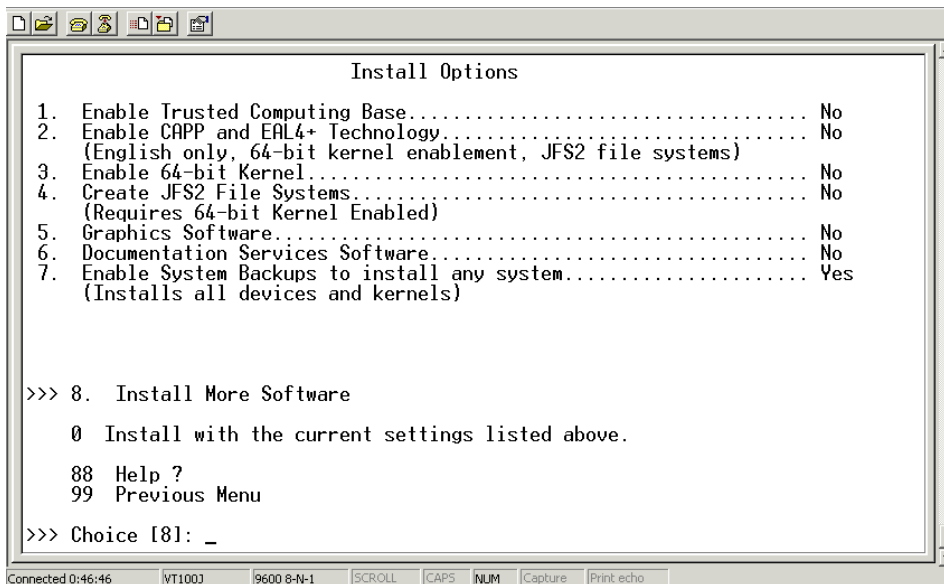 Install Options
1. Enable Trusted Computing Base.................................... No
2. Enable CAPP and EAL4+ Technology................................. No
(English only, 64-bit kernel enablement, JFS2 file systems)
3. Enable 64-bit Kernel............................................. No
4. Create JFS2 File Systems......................................... No
(Requires 64-bit Kernel Enabled)
5. Graphics Software................................................ No
6. Documentation Services Software.................................. No
7. Enable System Backups to install any system...................... Yes
(Installs all devices and kernels)
>>> 8. Install More Software
0 Install with the current settings listed above.
88 Help ?
99 Previous Menu
>>> Choice [8]: _
Connected 0:46:46 VT100J 9600 8-N-1 SCROLL CAPS NUM Capture Print echo